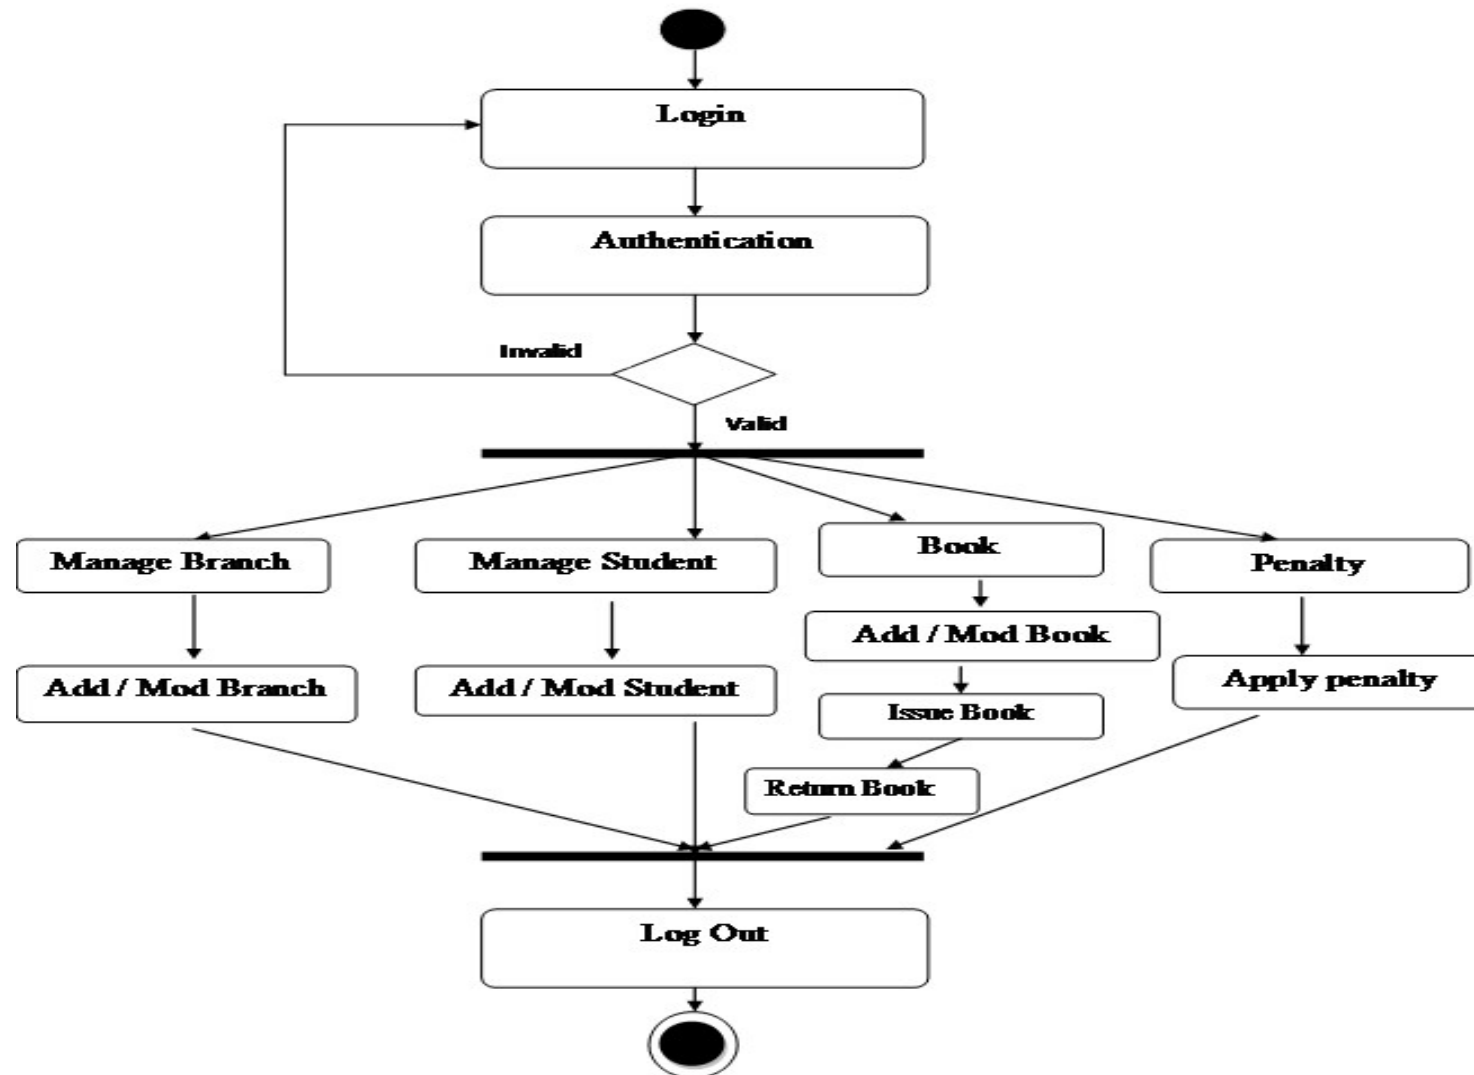 Login
Authentication
Invalid
Valid
Manage Branch
Manage Student
Book
Penalty
Add / Mod Book
Add / Mod Branch
Add / Mod Student
Apply penalty
Issue Book
Return Book
Log Out